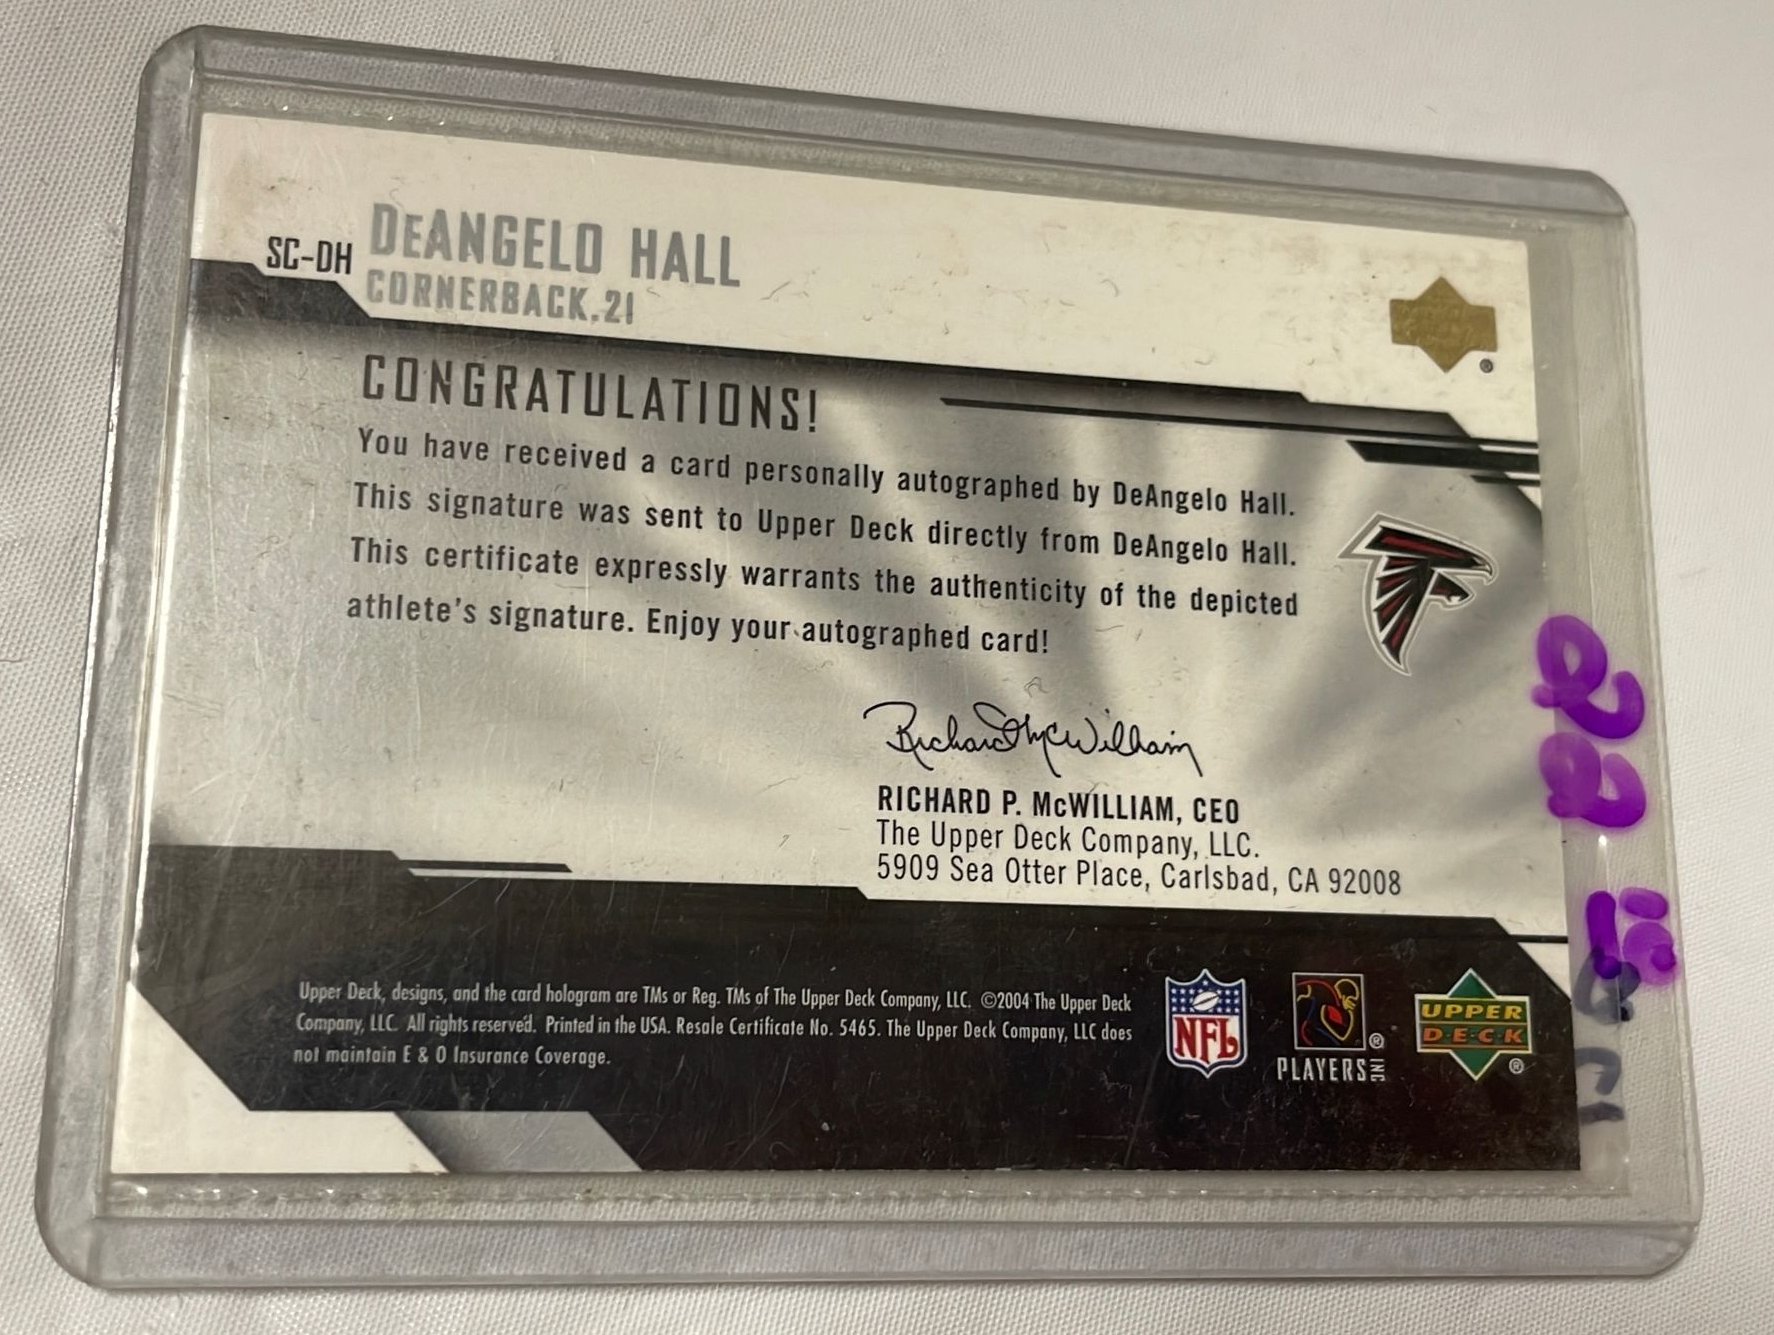 SC-DH DeANGELO HALL
CORNERBACK.21
CONGRATULATIONS!
You have received a card personally autographed by DeAngelo Hall.
This signature was sent to Upper Deck directly from DeAngelo Hall.
This certificate expressly warrants the authenticity of the depicted
athlete's signature. Enjoy your autographed card!
Richard McWilliam
RICHARD P. McWILLIAM, CEO
The Upper Deck Company, LLC.
5909 Sea Otter Place, Carlsbad, CA 92008
Upper Deck, designs, and the card hologram are TMs or Reg. TMs of The Upper Deck Company, LLC. ©2004 The Upper Deck
Company, LLC. All rights reserved. Printed in the USA. Resale Certificate No. 5465. The Upper Deck Company, LLC does
not maintain E & O Insurance Coverage.
NFL
PLAYERS INC ®
UPPER
DECK ®